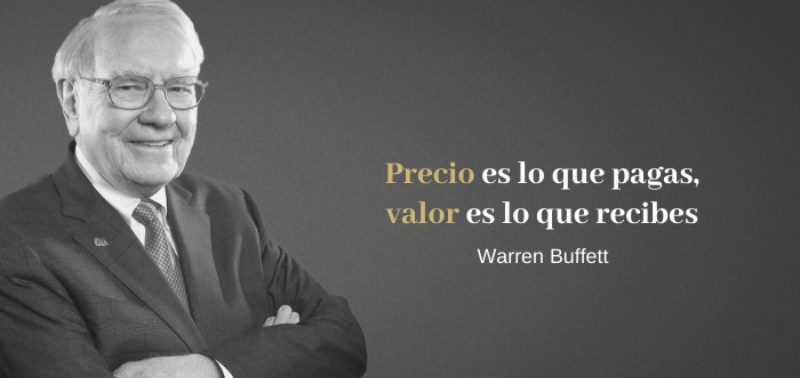 Precio es lo que pagas,
valor es lo que recibes
Warren Buffett